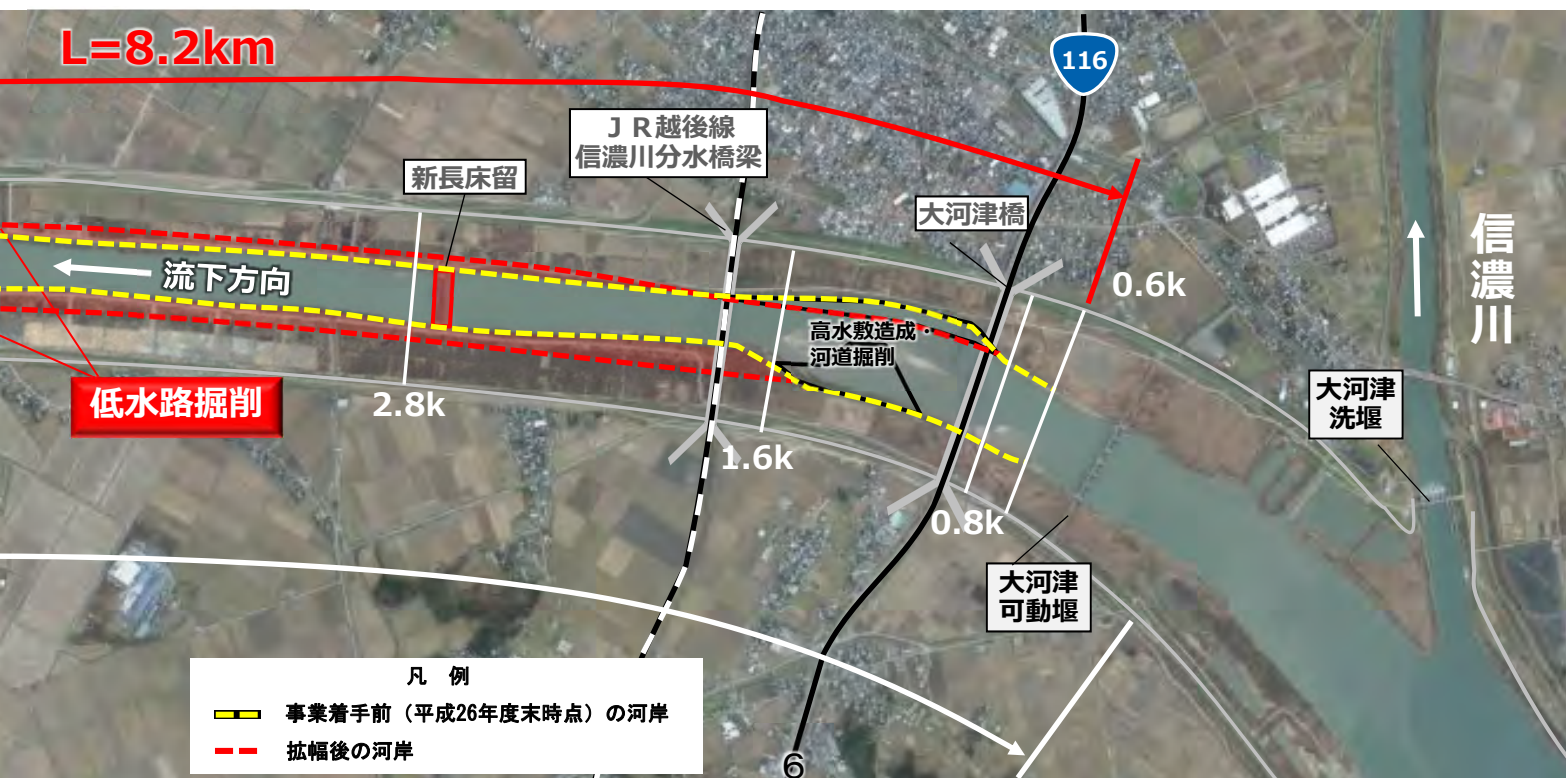 L=8.2km
116
ＪＲ越後線
信濃川分水橋梁
新長床留
大河津橋
信濃川
流下方向
0.6k
高水敷造成・
河道掘削
低水路掘削
2.8k
1.6k
0.8k
大河津
洗堰
大河津
可動堰
凡　例
事業着手前（平成26年度末時点）の河岸
拡幅後の河岸
6